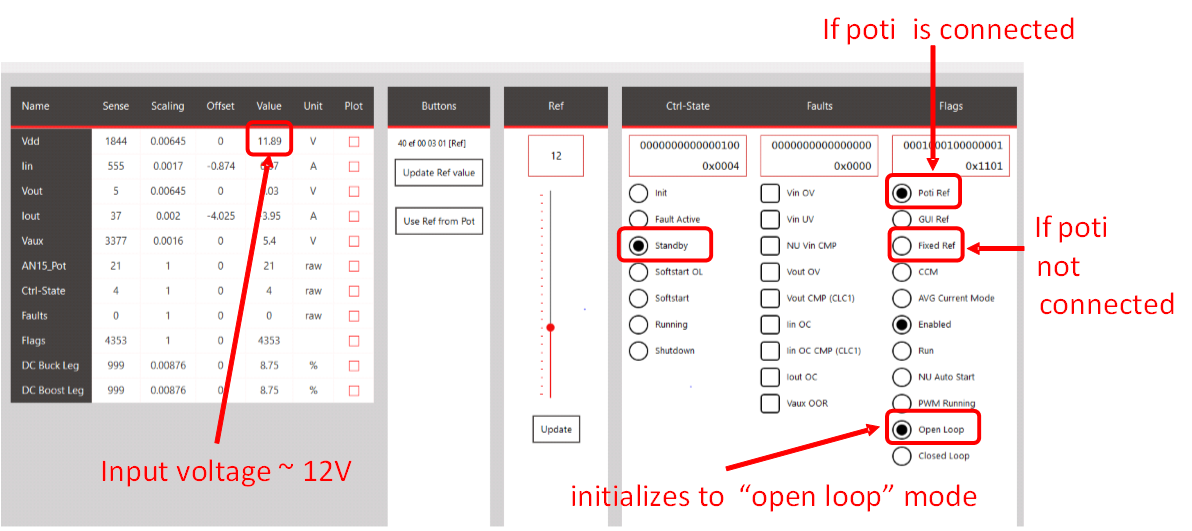 If poti is connected
Name Sense Scaling Offset Value Unit Plot
Vdd 1844 0.00645 0 11.89 V
Iin 555 0.0017 -0.874 A
Vout 5 0.00645 0 .03 V
Iout 37 0.002 -4.025 3.95 A
Vaux 3377 0.0016 0 5.4 V
AN15_Pot 21 1 0 21 raw
Ctrl-State 4 1 0 4 raw
Faults 0 1 0 0 raw
Flags 4353 1 0 4353
DC Buck Leg 999 0.00876 0 8.75 %
DC Boost Leg 999 0.00876 0 8.75 %
Buttons
40 ef 00 03 01 [Ref]
Update Ref value
Use Ref from Pot
Ref
12
Update
Ctrl-State
0000000000000100
0x0004
Init
Fault Active
Standby
Softstart OL
Softstart
Running
Shutdown
Faults
0000000000000000
0x0000
Vin OV
Vin UV
NU Vin CMP
Vout OV
Vout CMP (CLC1)
Iin OC
Iin OC CMP (CLC1)
Iout OC
Vaux OOR
Flags
0001000100000001
0x1101
Poti Ref
GUI Ref
Fixed Ref
CCM
AVG Current Mode
Enabled
Run
NU Auto Start
PWM Running
Open Loop
Closed Loop
If poti
not
connected
Input voltage ~ 12V
initializes to “open loop” mode